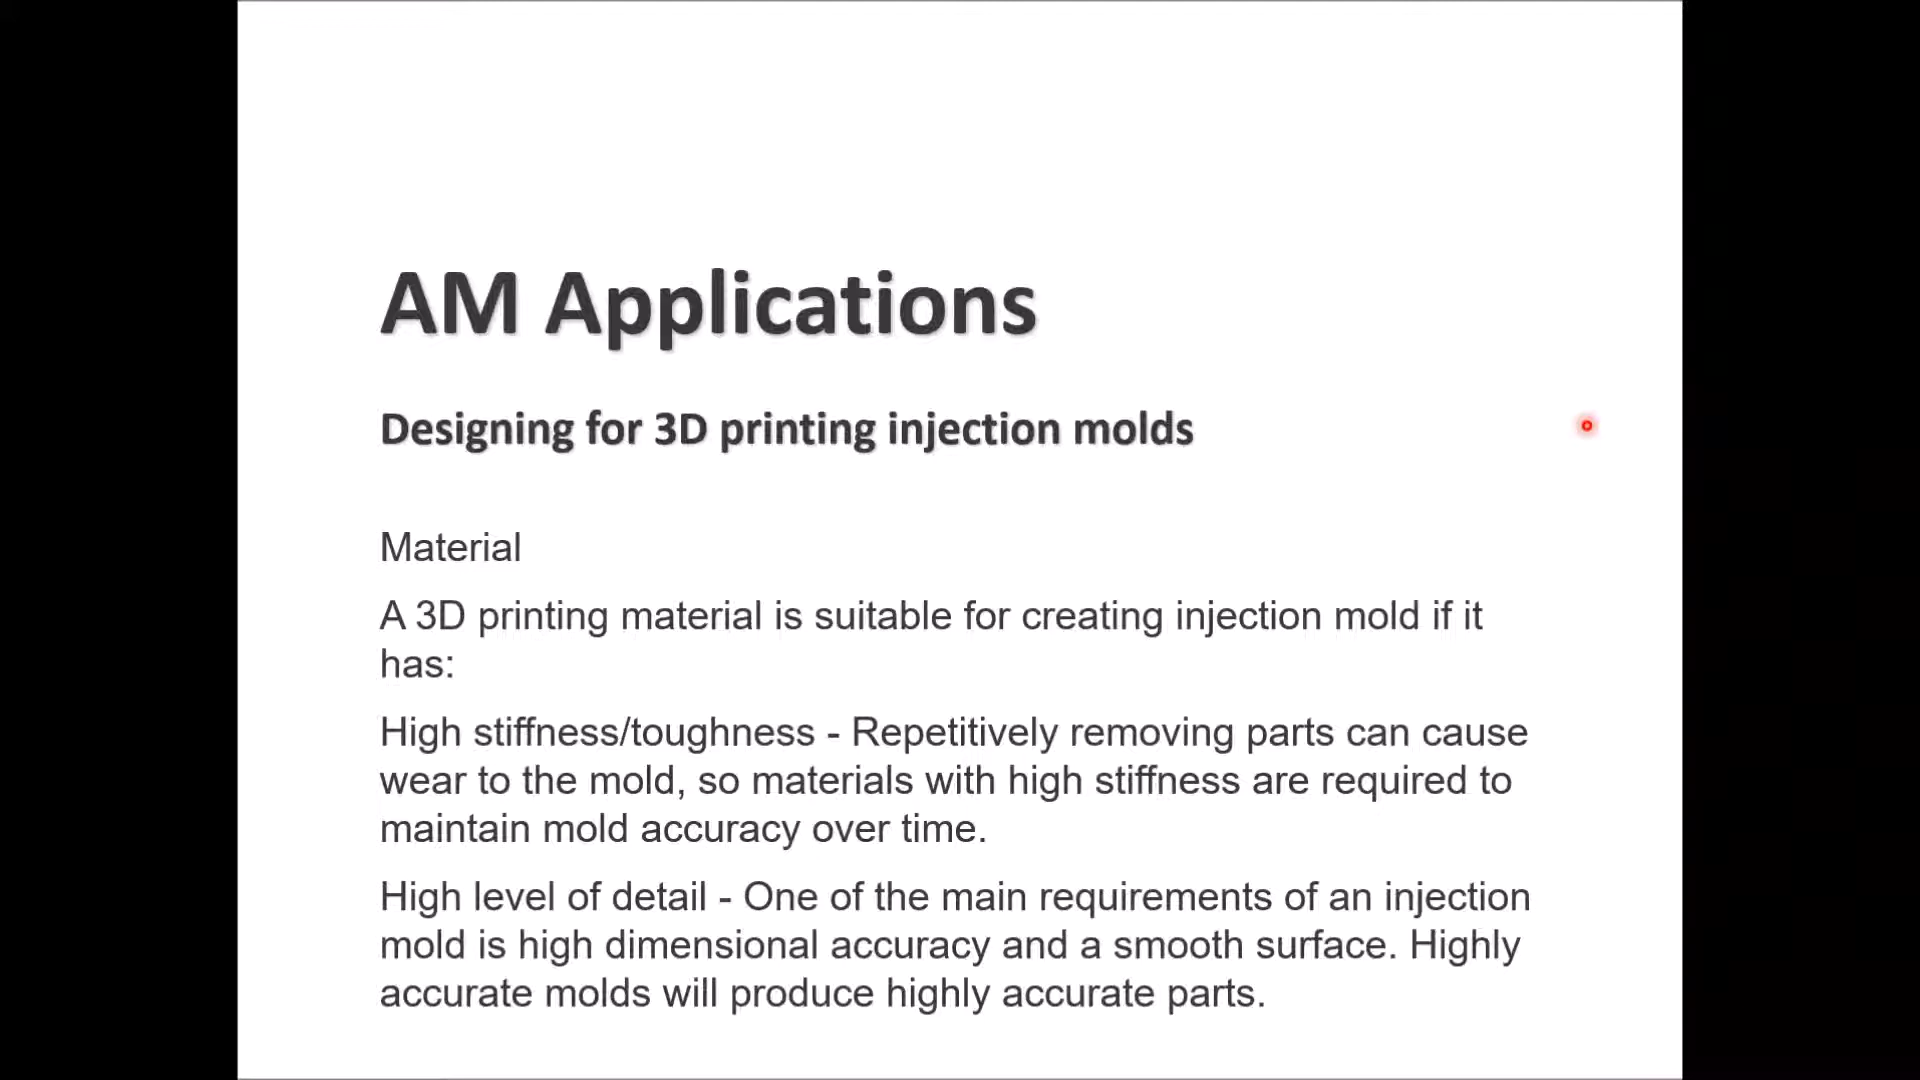 AM Applications
Designing for 3D printing injection molds
Material
A 3D printing material is suitable for creating injection mold if it
has:
High stiffness/toughness - Repetitively removing parts can cause
wear to the mold, so materials with high stiffness are required to
maintain mold accuracy over time.
High level of detail - One of the main requirements of an injection
mold is high dimensional accuracy and a smooth surface. Highly
accurate molds will produce highly accurate parts.